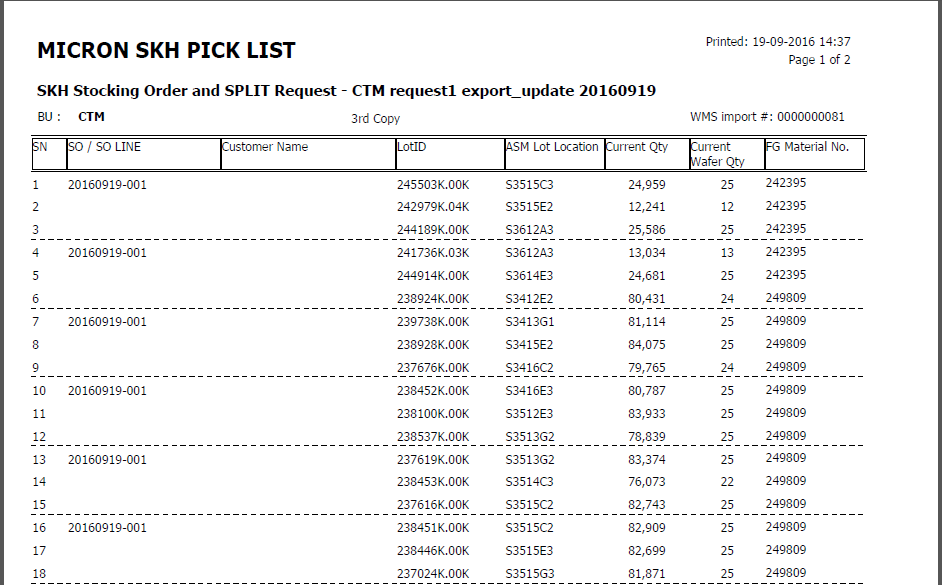 MICRON SKH PICK LIST
Printed: 19-09-2016 14:37
Page 1 of 2
SKH Stocking Order and SPLIT Request - CTM request1 export_update 20160919
BU : CTM 3rd Copy WMS import #: 0000000081
SN SO / SO LINE Customer Name LotID ASM Lot Location Current Qty Current Wafer Qty FG Material No.
1 20160919-001 245503K.00K S3515C3 24,959 25 242395
2 242979K.04K S3515E2 12,241 12 242395
3 244189K.00K S3612A3 25,586 25 242395
4 20160919-001 241736K.03K S3612A3 13,034 13 242395
5 244914K.00K S3614E3 24,681 25 242395
6 238924K.00K S3412E2 80,431 24 249809
7 20160919-001 239738K.00K S3413G1 81,114 25 249809
8 238928K.00K S3415E2 84,075 25 249809
9 237676K.00K S3416C2 79,765 24 249809
10 20160919-001 238452K.00K S3416E3 80,787 25 249809
11 238100K.00K S3512E3 83,933 25 249809
12 238537K.00K S3513G2 78,839 25 249809
13 20160919-001 237619K.00K S3513G2 83,374 25 249809
14 238453K.00K S3514C3 76,073 22 249809
15 237616K.00K S3515C2 82,743 25 249809
16 20160919-001 238451K.00K S3515C2 82,909 25 249809
17 238446K.00K S3515E3 82,699 25 249809
18 237024K.00K S3515G3 81,871 25 249809